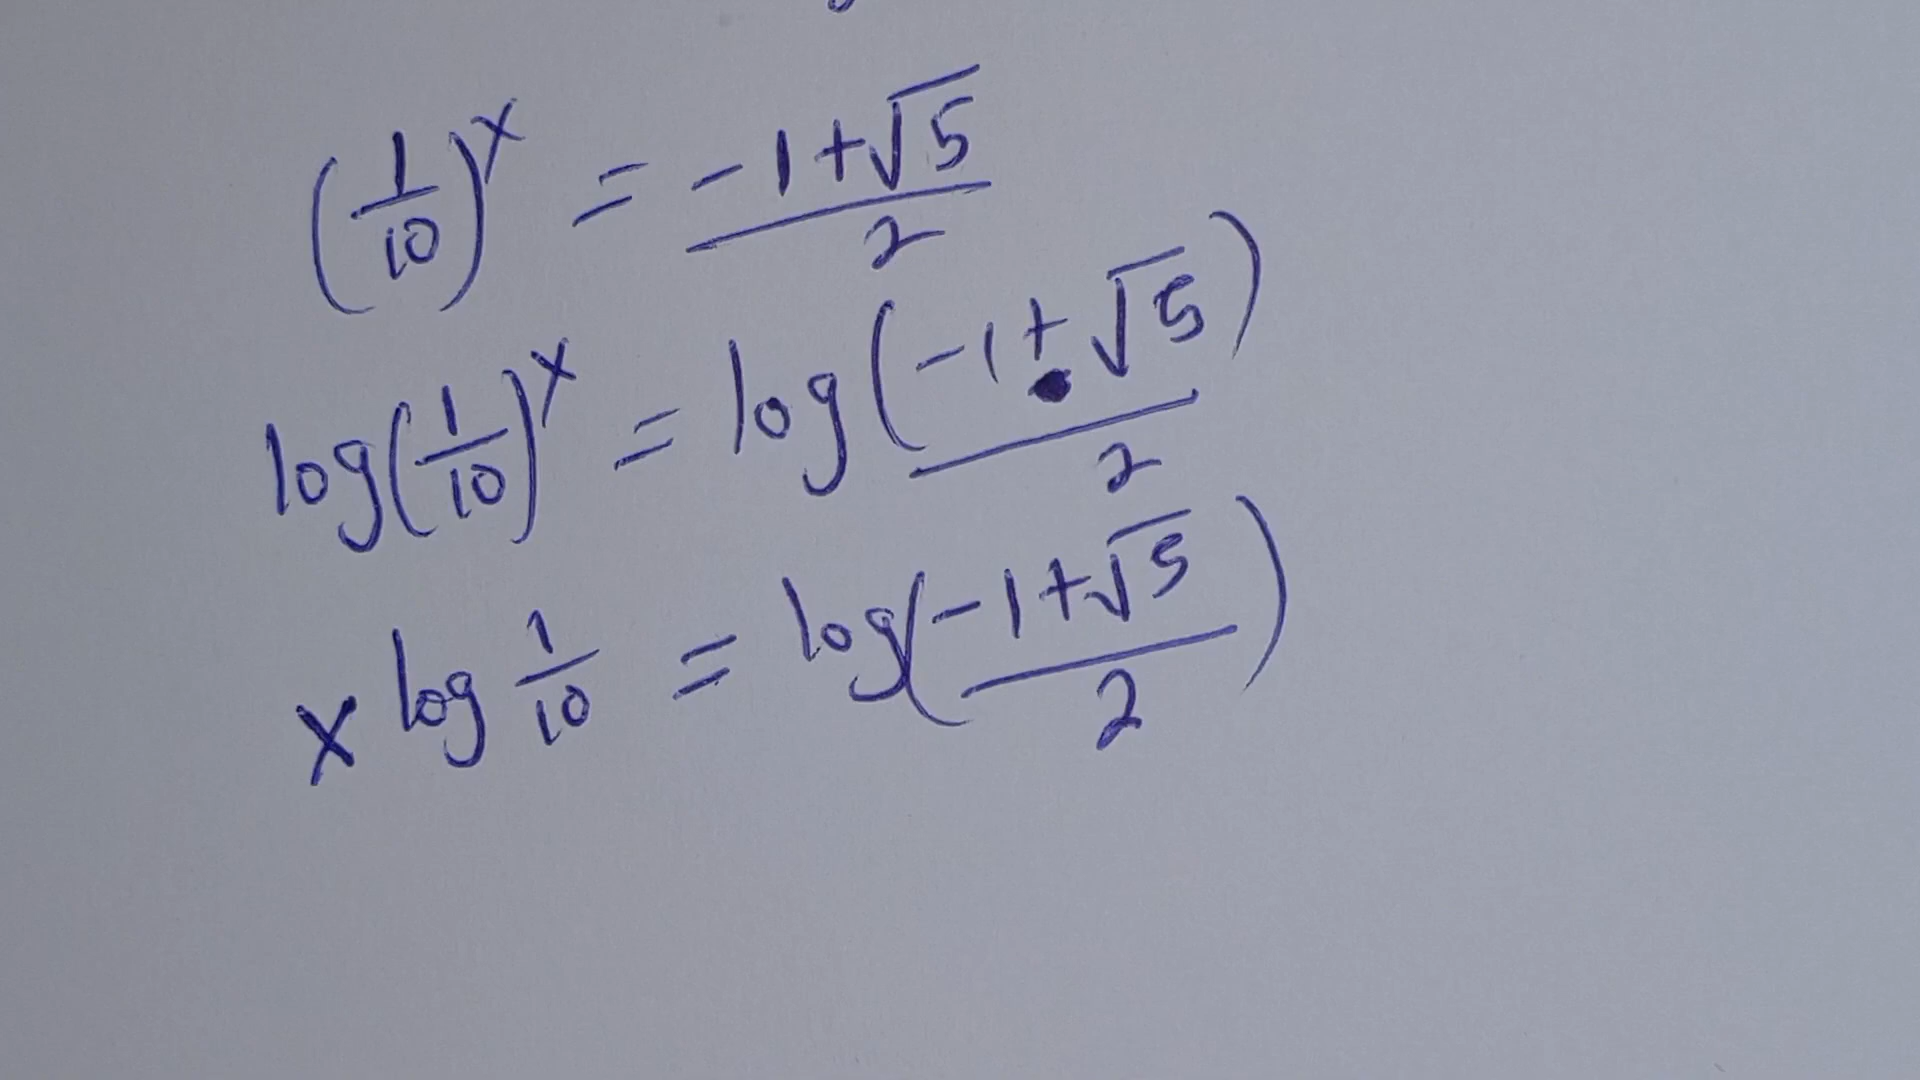 (1/10)^x = (-1+√5)/2
log(1/10)^x = log((-1+√5)/2)
x log 1/10 = log((-1+√5)/2)